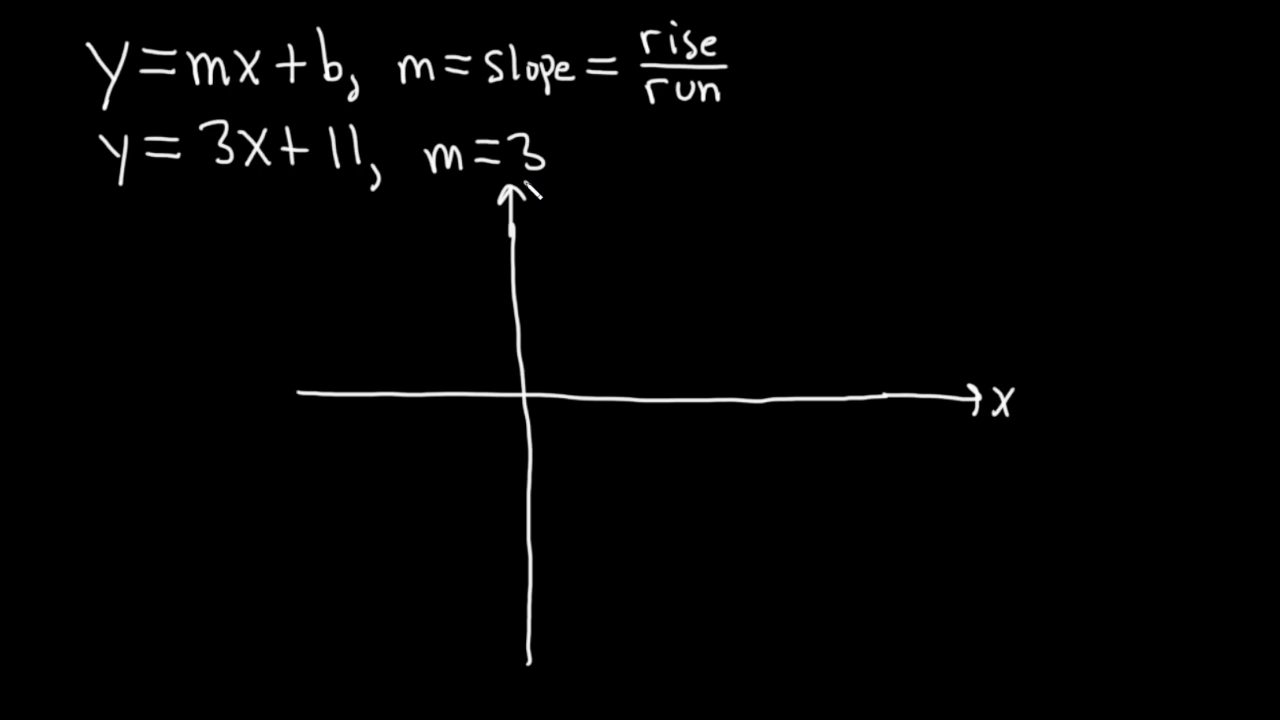 y=mx+b, m=slope=rise/run
y=3x+11, m=3
x